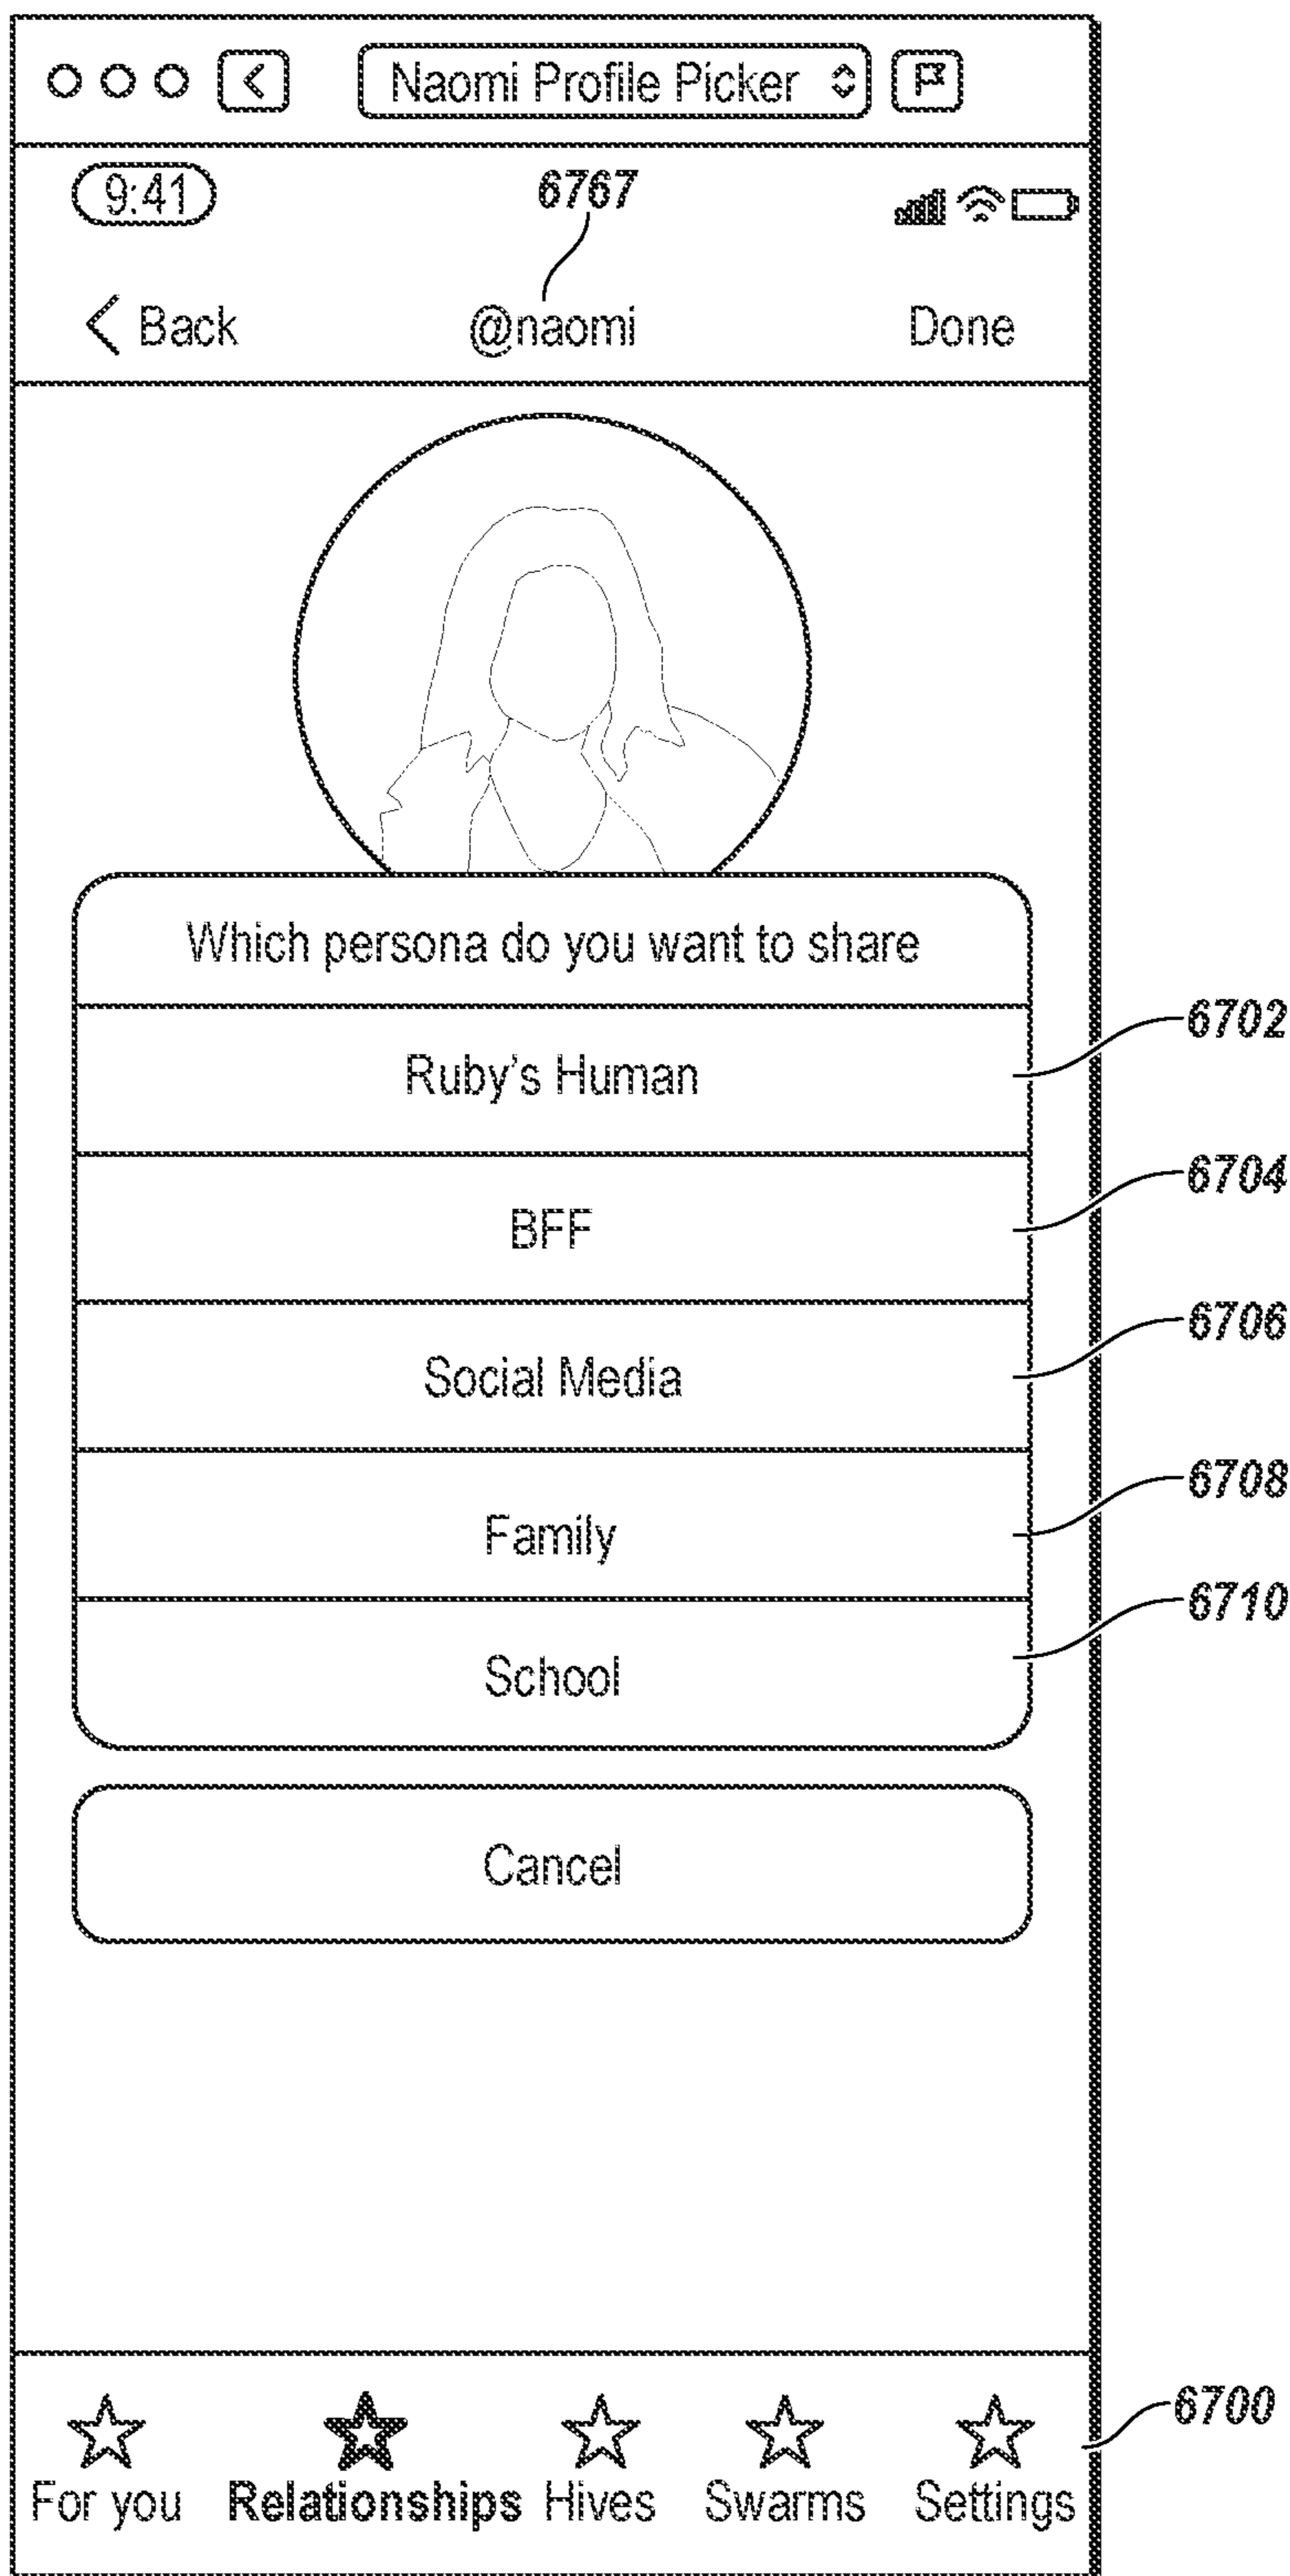 Naomi Profile Picker
9:41
6767
Back @naomi Done
Which persona do you want to share
Ruby's Human
6702
BFF
6704
Social Media
6706
Family
6708
School
6710
Cancel
6700
For you Relationships Hives Swarms Settings